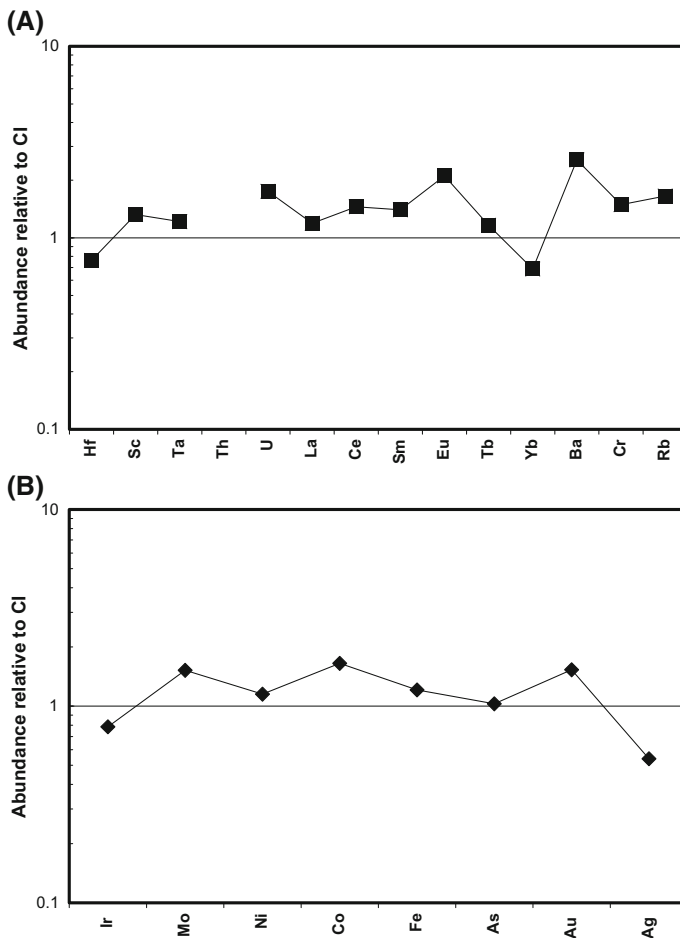 (A)
10
1
0.1
Abundance relative to CI
Hf
Sc
Ta
Th
U
La
Ce
Sm
Eu
Tb
Yb
Ba
Cr
Rb
(B)
10
1
0.1
Abundance relative to CI
Ir
Mo
Ni
Co
Fe
As
Au
Ag